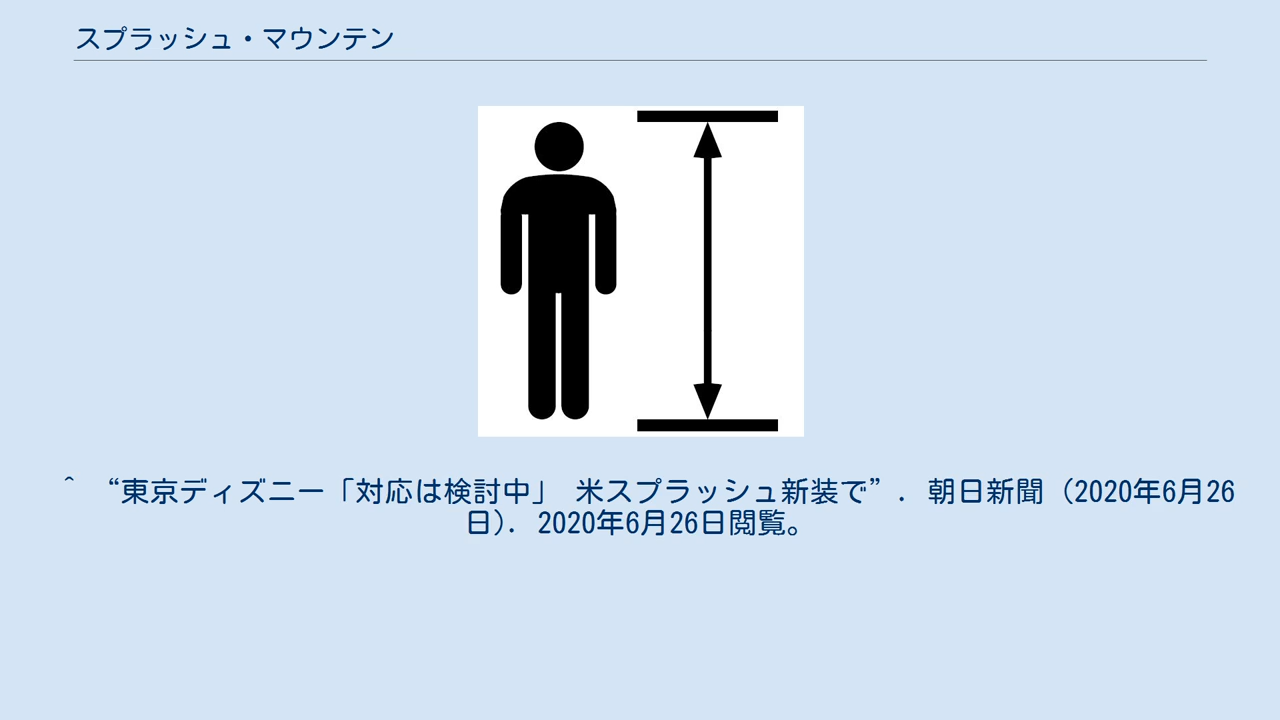 スプラッシュ・マウンテン
^ “東京ディズニー「対応は検討中」 米スプラッシュ新装で”. 朝日新聞 (2020年6月26
日). 2020年6月26日閲覧。